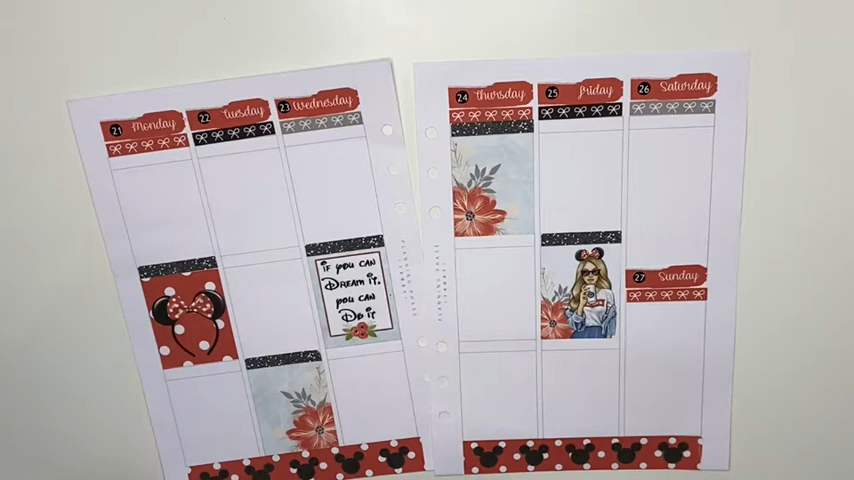 21 Monday
22 Tuesday
23 Wednesday
24 Thursday
25 Friday
26 Saturday
IF YOU CAN
DREAM IT,
YOU CAN
DO IT
27 Sunday